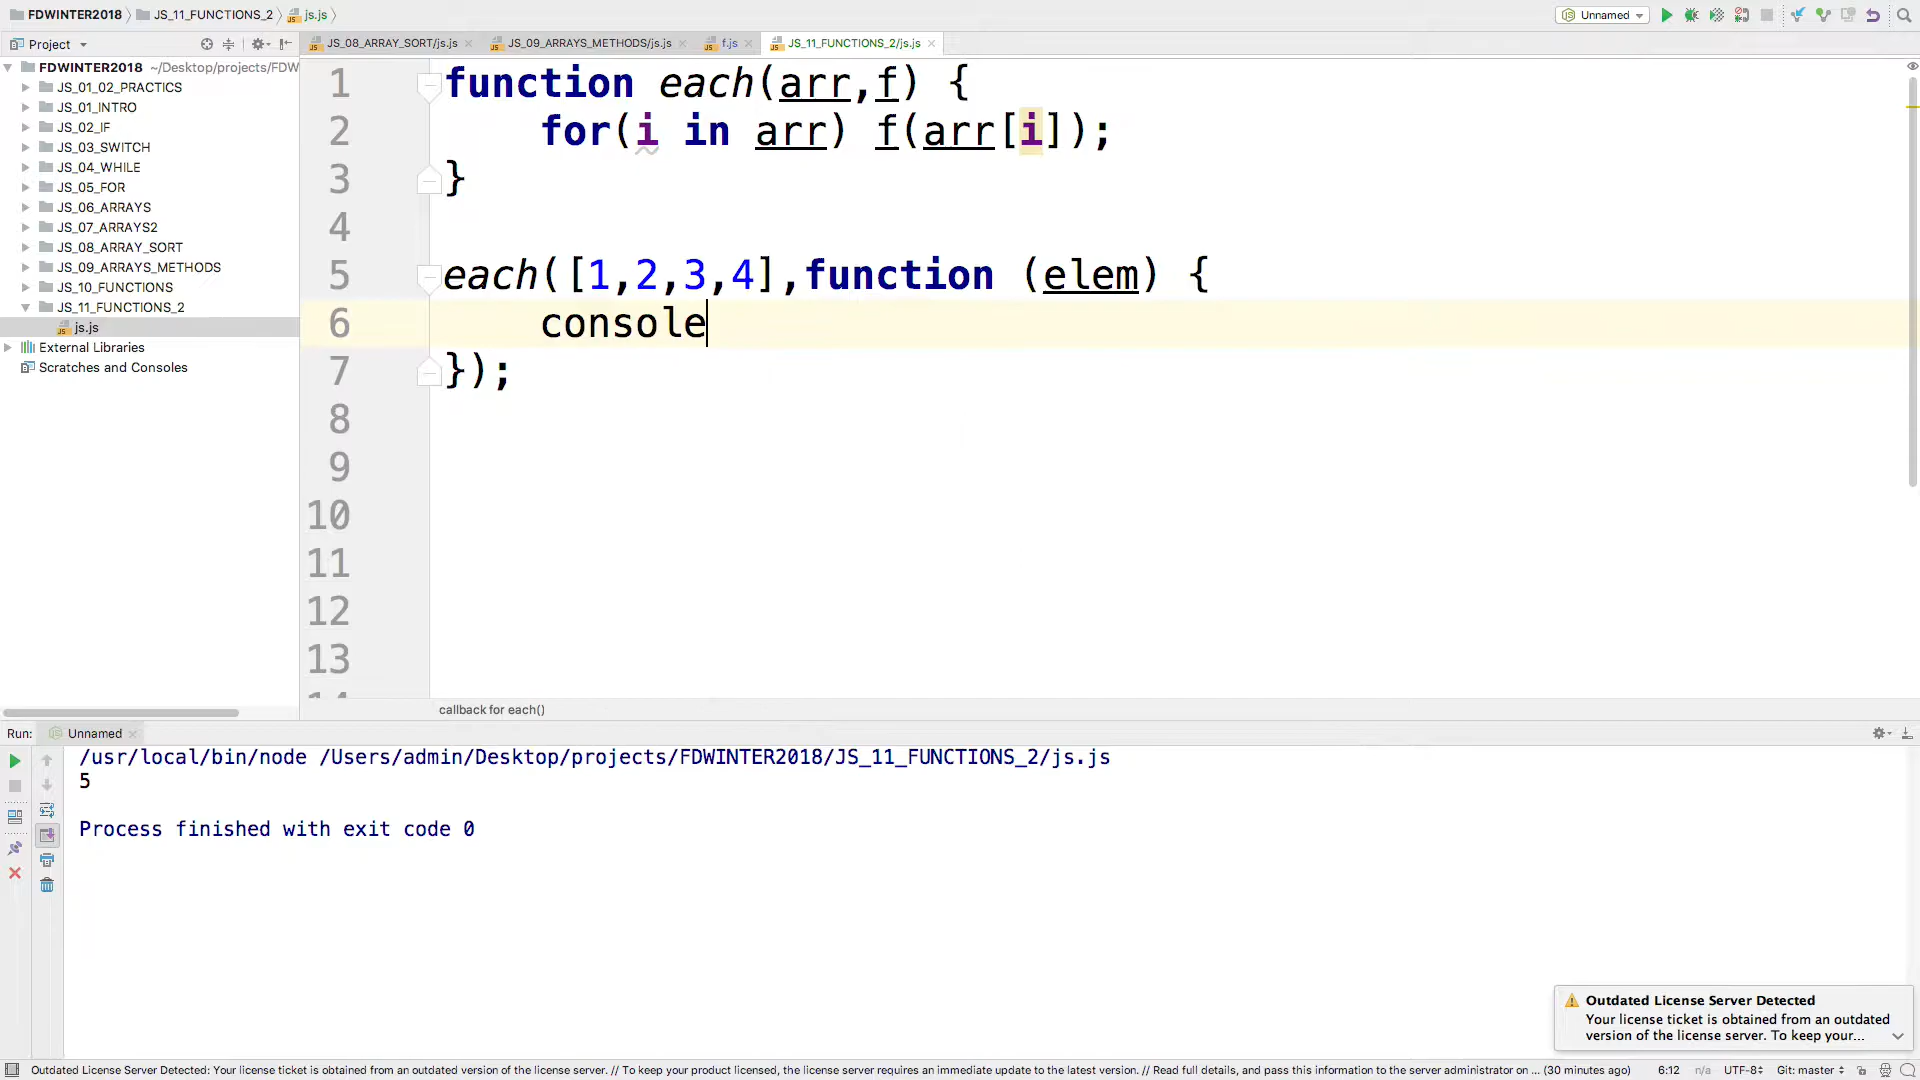 FDWINTER2018 JS_11_FUNCTIONS_2 js.js Unnamed
Project JS_08_ARRAY_SORT/js.js JS_09_ARRAYS_METHODS/js.js f.js JS_11_FUNCTIONS_2/js.js
FDWINTER2018 ~/Desktop/projects/FDW
JS_01_02_PRACTICS
JS_01_INTRO
JS_02_IF
JS_03_SWITCH
JS_04_WHILE
JS_05_FOR
JS_06_ARRAYS
JS_07_ARRAYS2
JS_08_ARRAY_SORT
JS_09_ARRAYS_METHODS
JS_10_FUNCTIONS
JS_11_FUNCTIONS_2
js.js
External Libraries
Scratches and Consoles
1 function each(arr,f) {
2 for(i in arr) f(arr[i]);
3 }
4
5 each([1,2,3,4],function (elem) {
6 console
7 });
8
9
10
11
12
13
callback for each()
Run: Unnamed
/usr/local/bin/node /Users/admin/Desktop/projects/FDWINTER2018/JS_11_FUNCTIONS_2/js.js
5
Process finished with exit code 0
Outdated License Server Detected
Your license ticket is obtained from an outdated
version of the license server. To keep your...
Outdated License Server Detected: Your license ticket is obtained from an outdated version of the license server. // To keep your product licensed, the license server requires an immediate update to the latest version. // Read full details, and pass this information to the server administrator on ... (30 minutes ago) 6:12 n/a UTF-8 Git: master